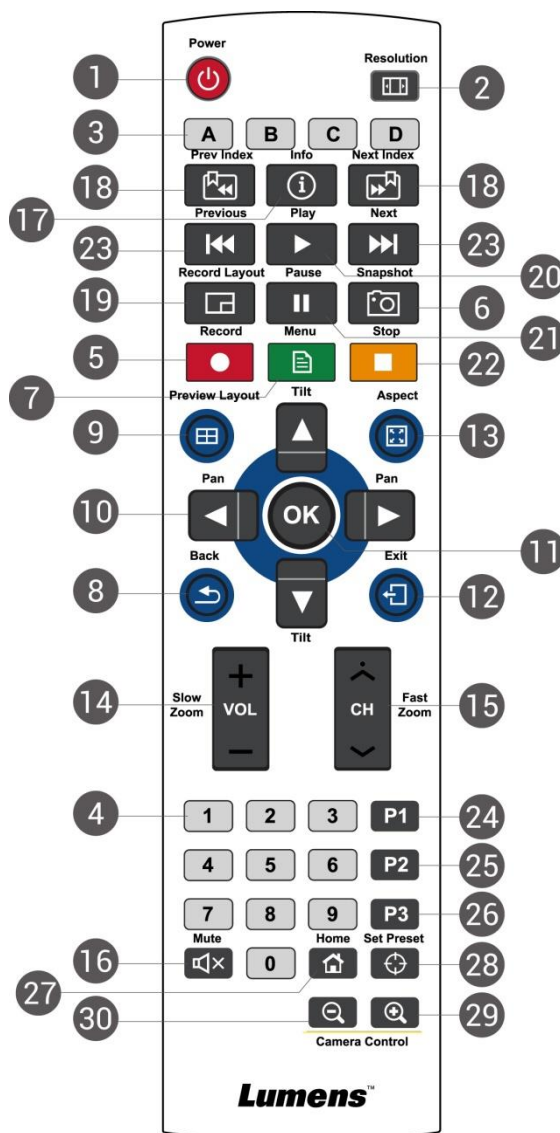 Power
Resolution
1
2
3
A B C D
Prev Index Info Next Index
18
18
17
Previous Play Next
23
23
20
Record Layout Pause Snapshot
19
6
21
Record Menu Stop
5
22
7
Preview Layout Tilt Aspect
9
13
Pan Pan
10
OK
11
Back Exit
8
12
Tilt
14
Slow
Zoom
+
VOL
−
CH
Fast
Zoom
15
4
1 2 3 P1
24
4 5 6 P2
25
7 8 9 P3
26
Mute Home Set Preset
16
0
28
27
30
29
Camera Control
Lumens™